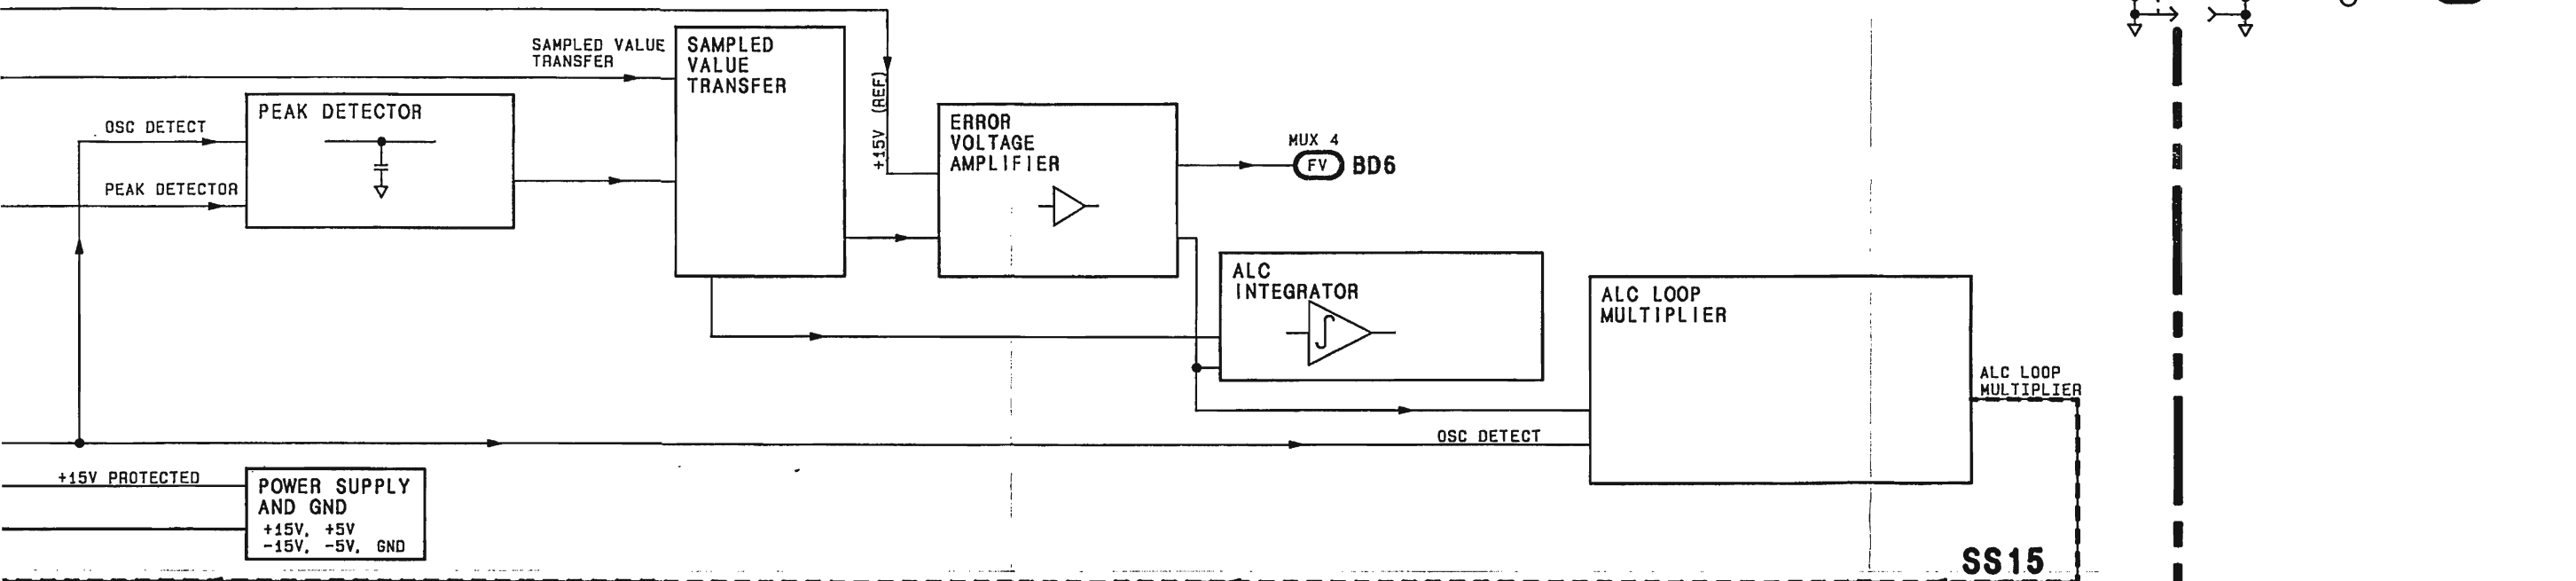 SAMPLED VALUE
TRANSFER
SAMPLED
VALUE
TRANSFER
+15V (REF)
OSC DETECT
PEAK DETECTOR
PEAK DETECTOR
ERROR
VOLTAGE
AMPLIFIER
MUX 4
FV BD6
ALC
INTEGRATOR
ALC LOOP
MULTIPLIER
ALC LOOP
MULTIPLIER
OSC DETECT
+15V PROTECTED
POWER SUPPLY
AND GND
+15V, +5V
-15V, -5V, GND
SS15